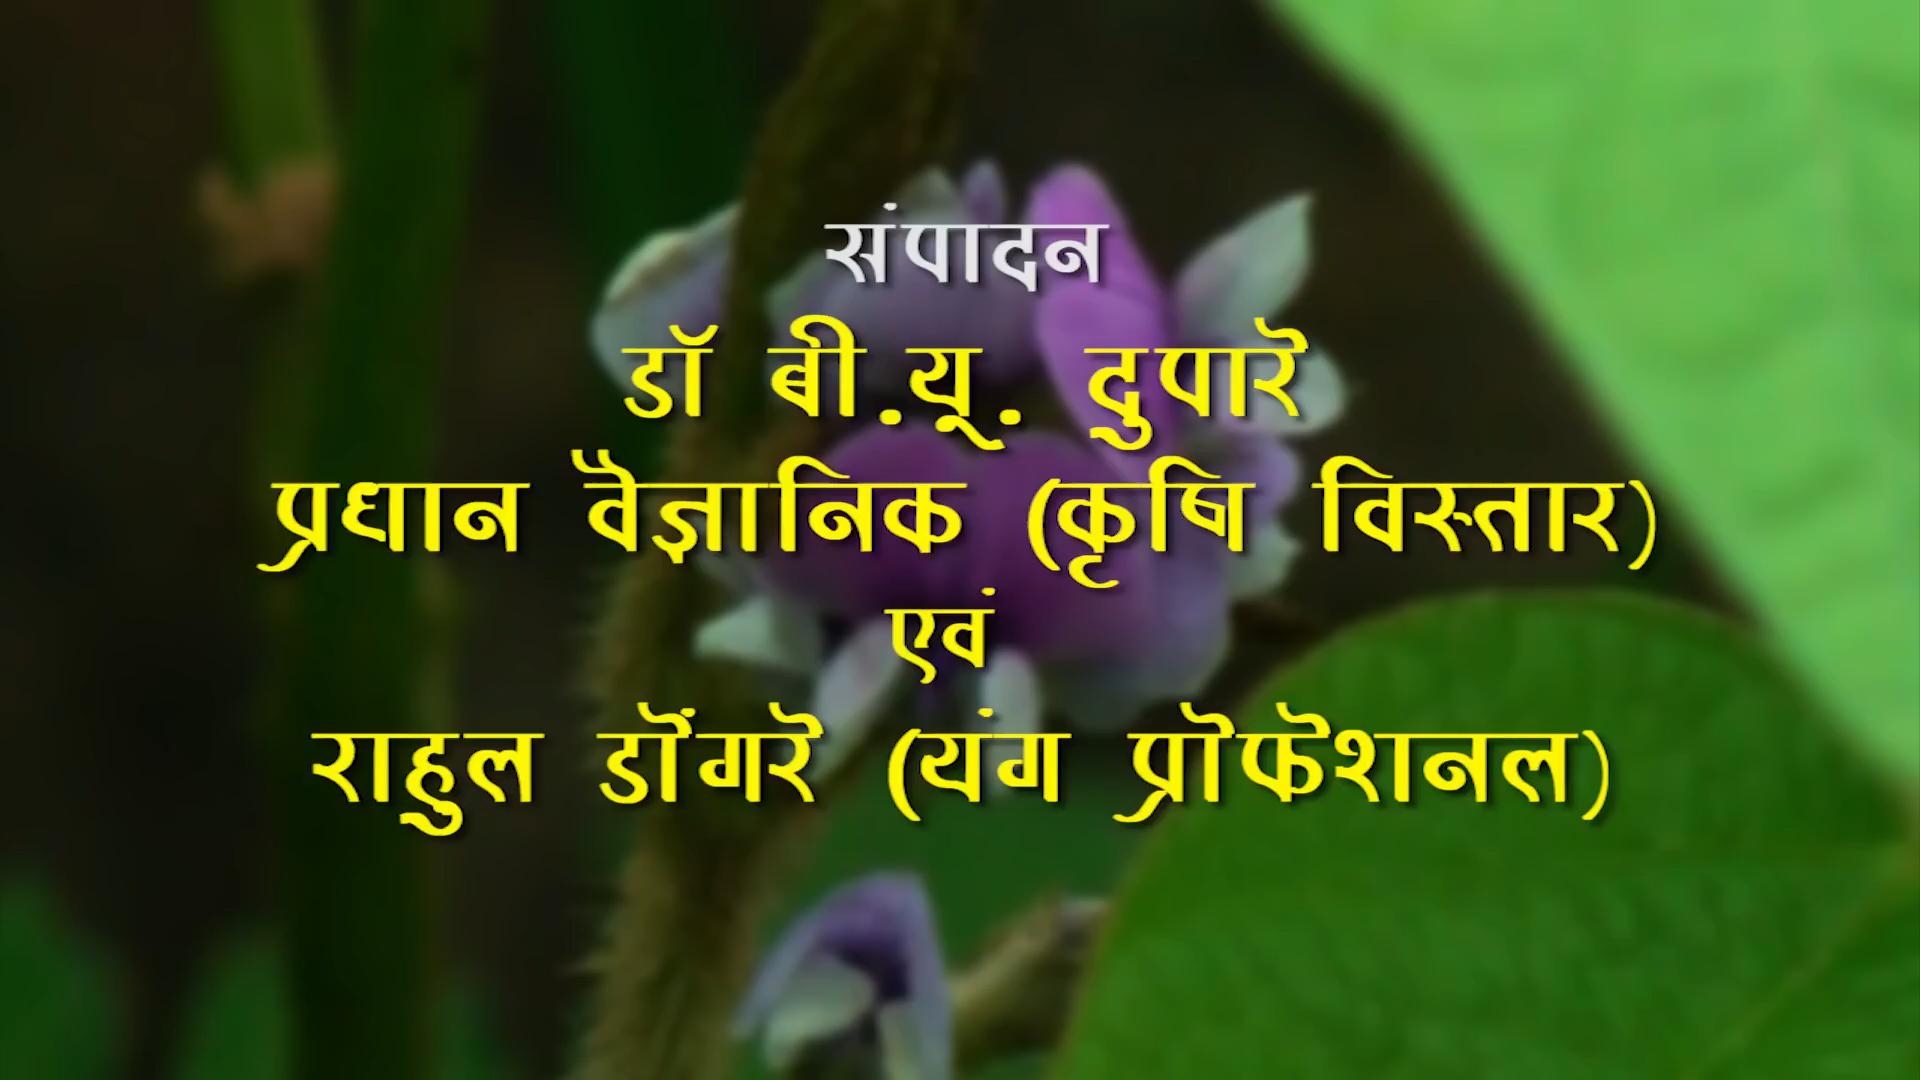 संपादन
डॉ बी.यू. दुपारे
प्रधान वैज्ञानिक (कृषि विस्तार)
एवं
राहुल डोंगरे (यंग प्रोफेशनल)